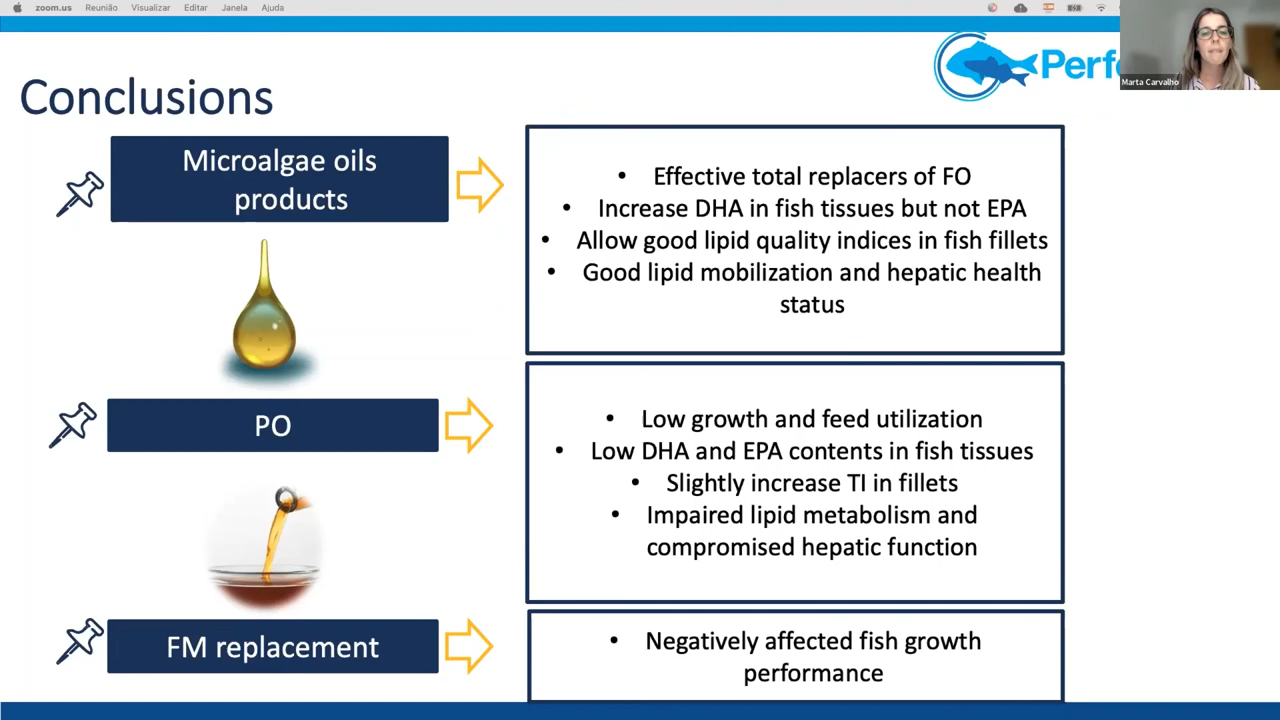 zoom.us Reunião Visualizar Editar Janela Ajuda
Marta Carvalho
Conclusions
Microalgae oils
products
• Effective total replacers of FO
• Increase DHA in fish tissues but not EPA
• Allow good lipid quality indices in fish fillets
• Good lipid mobilization and hepatic health
status
PO
• Low growth and feed utilization
• Low DHA and EPA contents in fish tissues
• Slightly increase TI in fillets
• Impaired lipid metabolism and
compromised hepatic function
FM replacement
• Negatively affected fish growth
performance